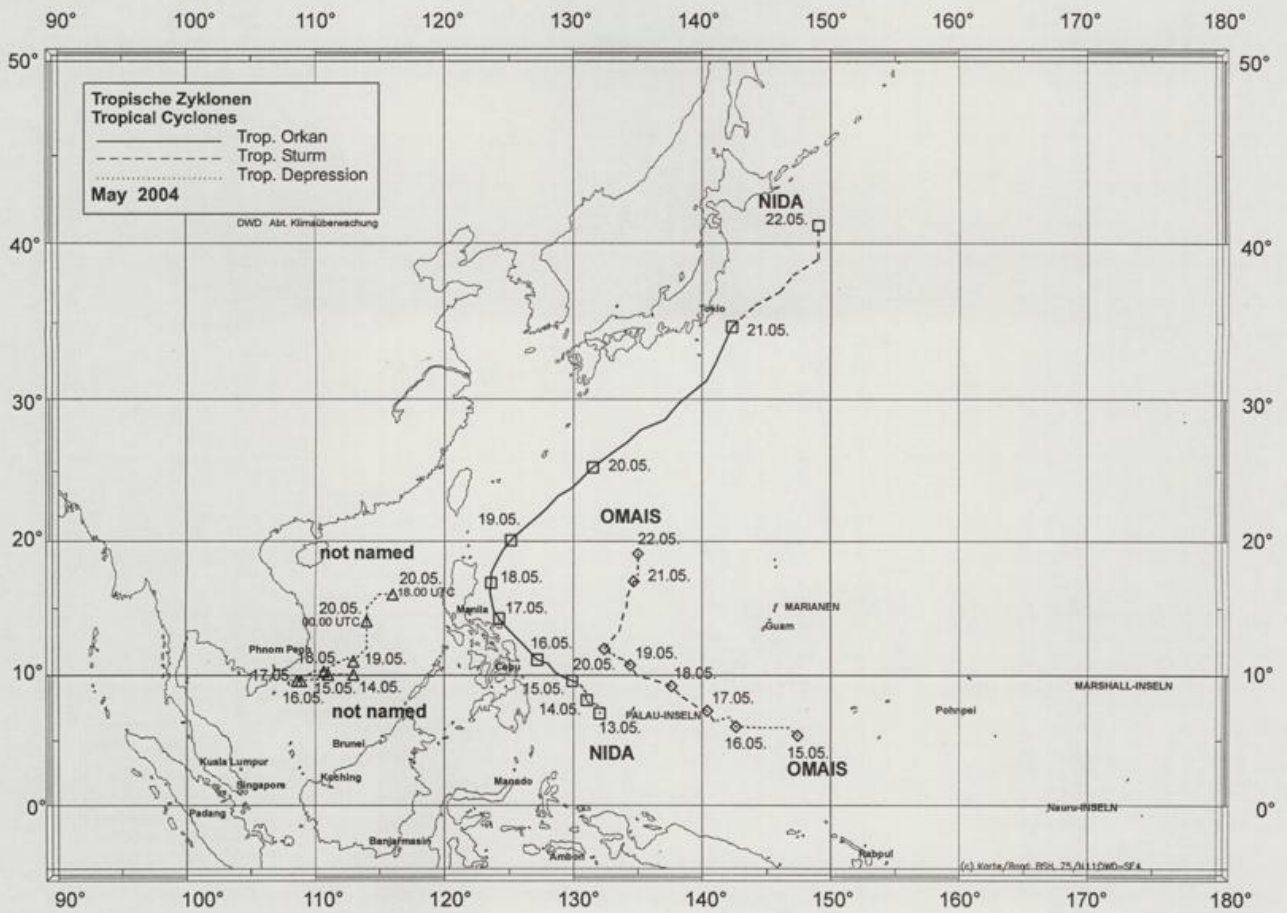 90° 100° 110° 120° 130° 140° 150° 160° 170° 180°
50° 50°
Tropische Zyklonen
Tropical Cyclones
Trop. Orkan
Trop. Sturm
Trop. Depression
May 2004
DWD Abt. Klimaüberwachung
NIDA
22.05.
40° 40°
Tokio
21.05.
30° 30°
20.05.
19.05.
OMAIS
20° 20°
22.05.
not named
20.05.
18.00 UTC
18.05.
21.05.
20.05.
00.00 UTC
Manila
17.05.
MARIANEN
Guam
Phnom Penh
18.05.
19.05.
16.05.
20.05.
19.05.
Cebu
10° 10°
17.05.
16.05.
15.05.
14.05.
15.05.
18.05.
MARSHALL-INSELN
not named
14.05.
13.05.
PALAU-INSELN
17.05.
Pohnpei
Brunei
NIDA
16.05.
15.05.
OMAIS
Kuala Lumpur
Singapore
Kuching
Manado
0° 0°
Padang
Nauru-INSELN
Banjarmasin
Ambon
Rabpul
90° 100° 110° 120° 130° 140° 150° 160° 170° 180°